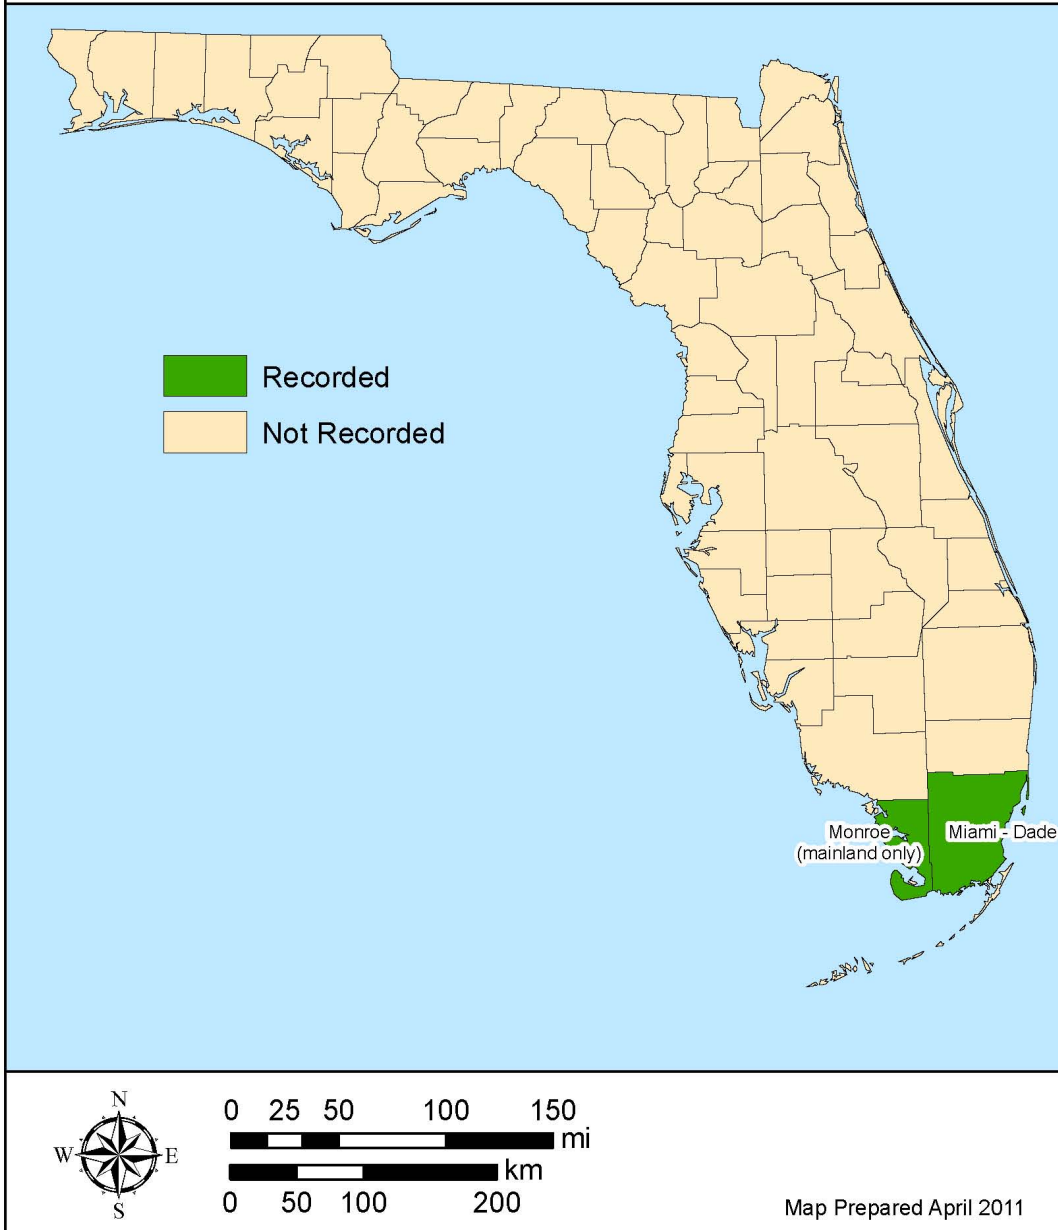 Recorded
Not Recorded
Monroe
(mainland only)
Miami - Dade
N
W E
S
0 25 50 100 150
mi
km
0 50 100 200
Map Prepared April 2011